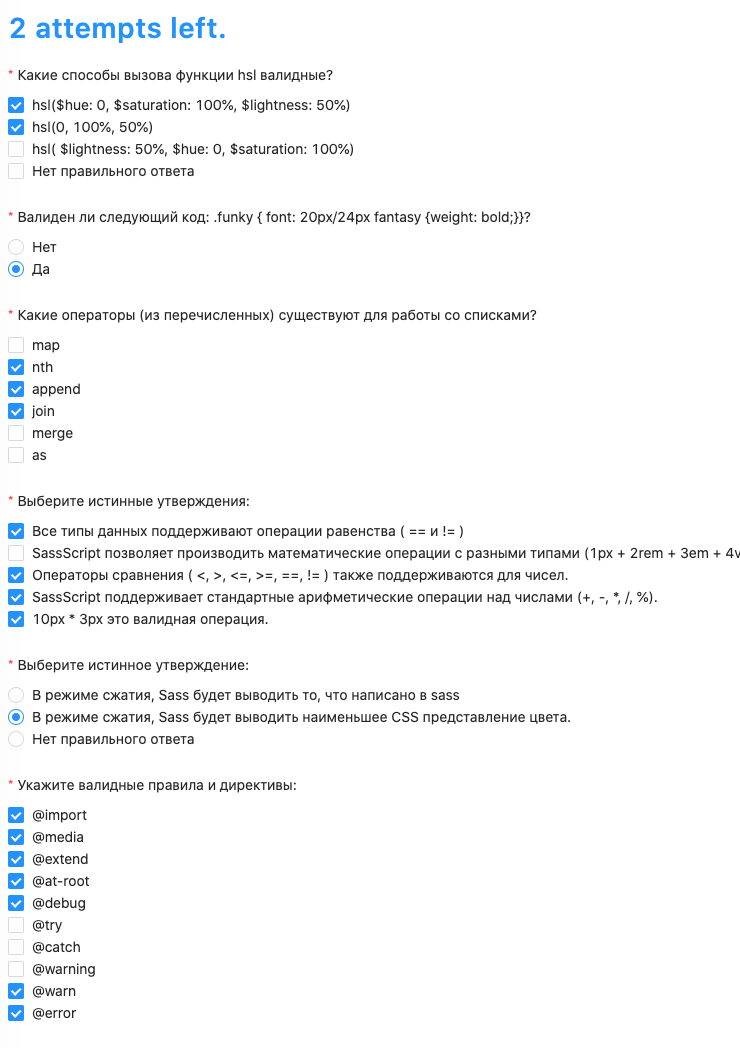 2 attempts left.
* Какие способы вызова функции hsl валидные?
hsl($hue: 0, $saturation: 100%, $lightness: 50%)
hsl(0, 100%, 50%)
hsl( $lightness: 50%, $hue: 0, $saturation: 100%)
Нет правильного ответа
* Валиден ли следующий код: .funky { font: 20px/24px fantasy {weight: bold;}}?
Нет
Да
* Какие операторы (из перечисленных) существуют для работы со списками?
map
nth
append
join
merge
as
* Выберите истинные утверждения:
Все типы данных поддерживают операции равенства ( == и != )
SassScript позволяет производить математические операции с разными типами (1px + 2rem + 3em + 4v
Операторы сравнения ( <, >, <=, >=, ==, != ) также поддерживаются для чисел.
SassScript поддерживает стандартные арифметические операции над числами (+, -, *, /, %).
10px * 3px это валидная операция.
* Выберите истинное утверждение:
В режиме сжатия, Sass будет выводить то, что написано в sass
В режиме сжатия, Sass будет выводить наименьшее CSS представление цвета.
Нет правильного ответа
* Укажите валидные правила и директивы:
@import
@media
@extend
@at-root
@debug
@try
@catch
@warning
@warn
@error